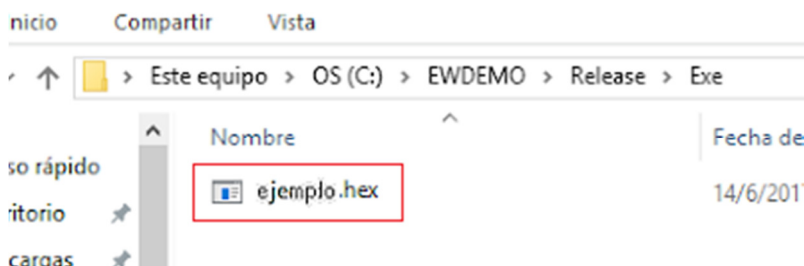 nicio Compartir Vista
Este equipo > OS (C:) > EWDEMO > Release > Exe
Nombre Fecha de
so rápido
ejemplo.hex 14/6/2017
ritorio
cargas